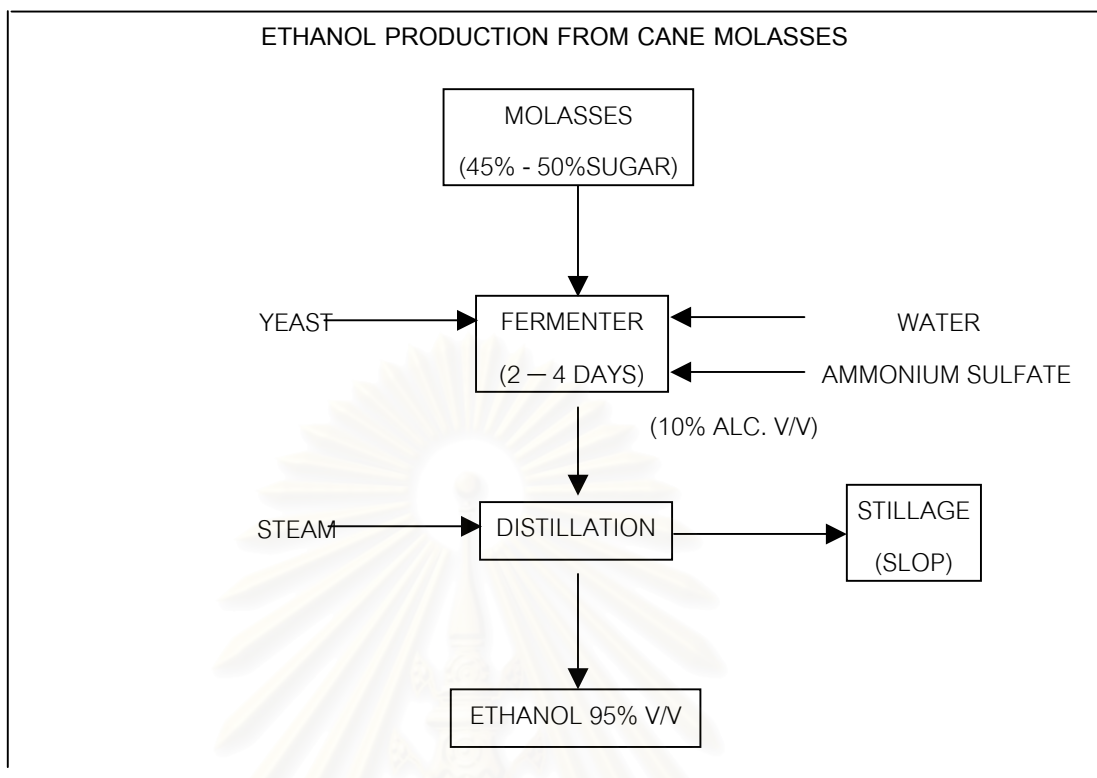 ETHANOL PRODUCTION FROM CANE MOLASSES
MOLASSES
(45% - 50%SUGAR)
YEAST
FERMENTER
(2 – 4 DAYS)
WATER
AMMONIUM SULFATE
(10% ALC. V/V)
STEAM
DISTILLATION
STILLAGE
(SLOP)
ETHANOL 95% V/V